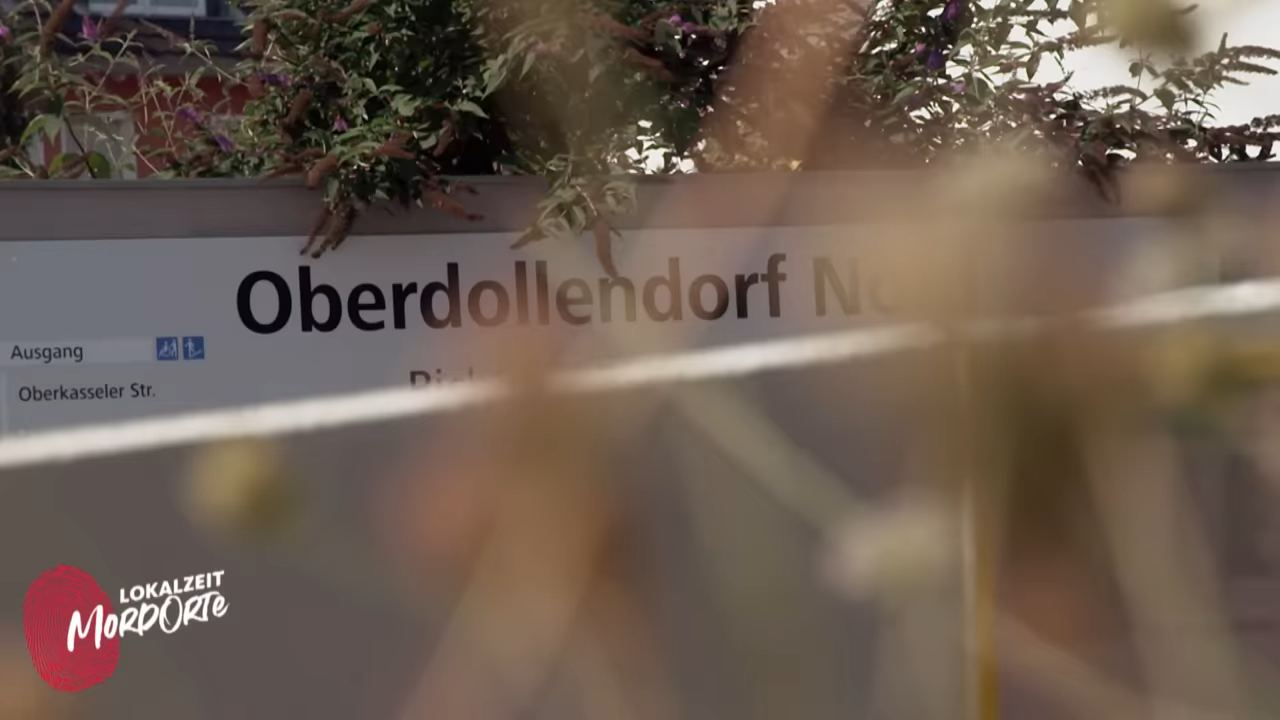 Oberdollendorf
Ausgang
Oberkasseler Str.
LOKALZEIT
MORDORTE